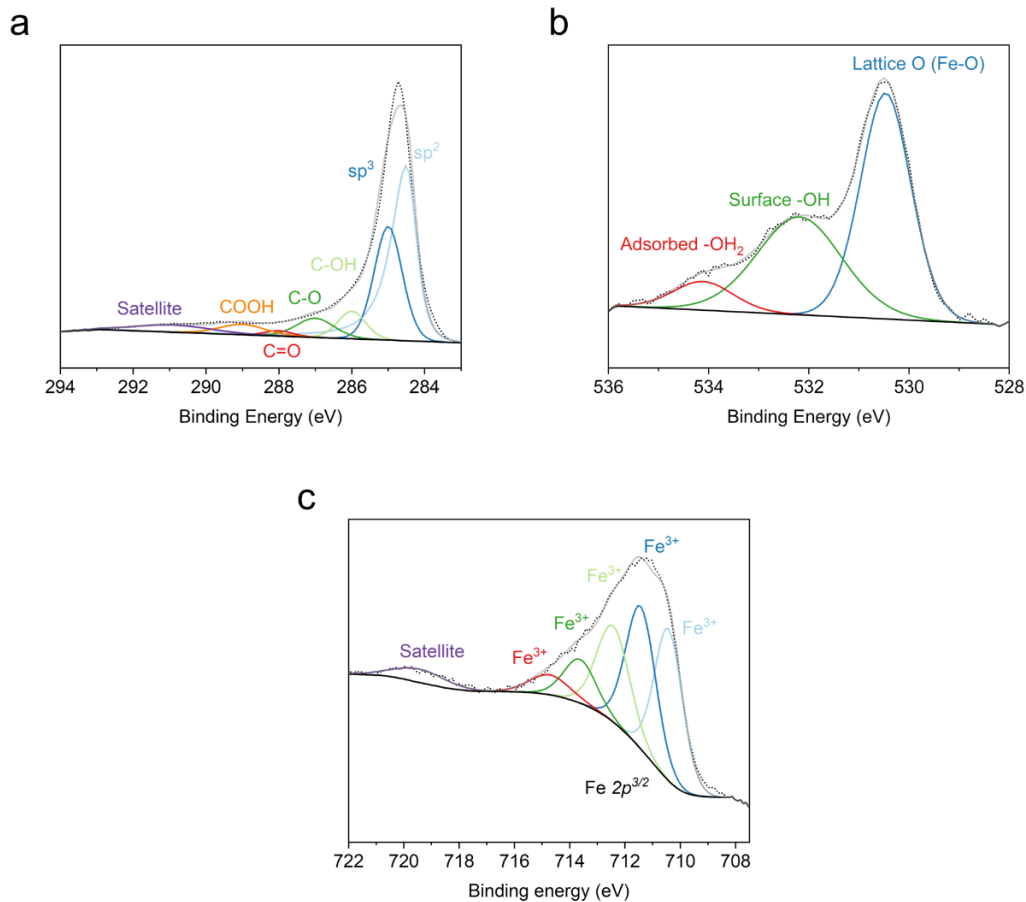 a
sp³
sp²
C-OH
C-O
COOH
Satellite
C=O
294 292 290 288 286 284
Binding Energy (eV)
b
Lattice O (Fe-O)
Surface -OH
Adsorbed -OH₂
536 534 532 530 528
Binding Energy (eV)
c
Fe³⁺
Fe³⁺
Fe³⁺
Fe³⁺
Fe³⁺
Satellite
Fe 2p³ᐟ²
722 720 718 716 714 712 710 708
Binding energy (eV)